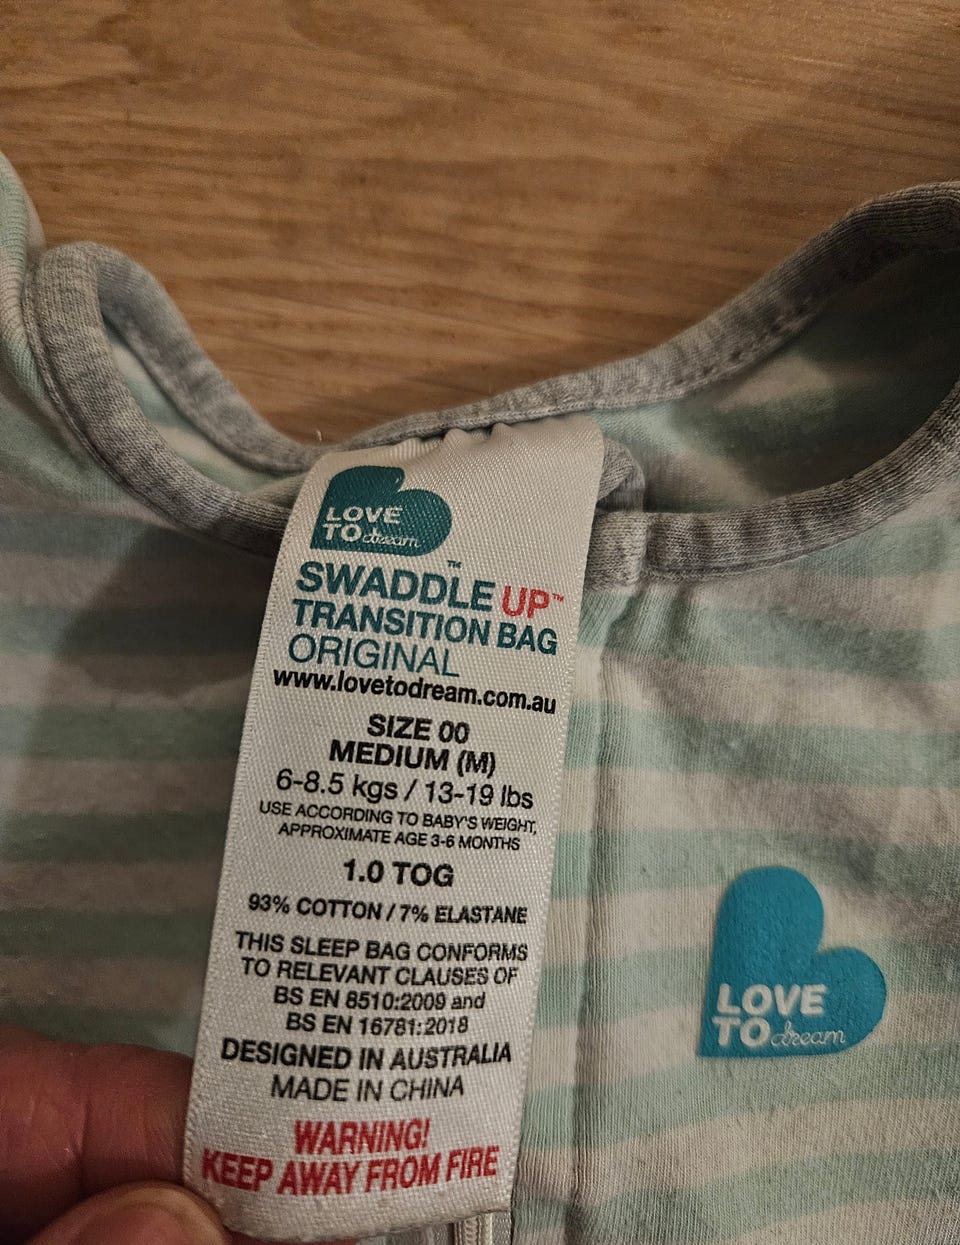 LOVE
TO dream™
SWADDLE UP™
TRANSITION BAG
ORIGINAL
www.lovetodream.com.au
SIZE 00
MEDIUM (M)
6-8.5 kgs / 13-19 lbs
USE ACCORDING TO BABY'S WEIGHT,
APPROXIMATE AGE 3-6 MONTHS
1.0 TOG
93% COTTON / 7% ELASTANE
THIS SLEEP BAG CONFORMS
TO RELEVANT CLAUSES OF
BS EN 8510:2009 and
BS EN 16781:2018
DESIGNED IN AUSTRALIA
MADE IN CHINA
WARNING!
KEEP AWAY FROM FIRE
LOVE
TO dream